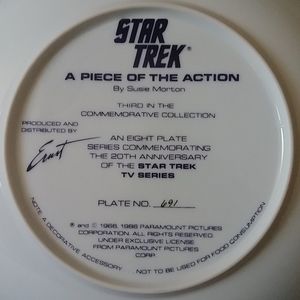 STAR
TREK®
A PIECE OF THE ACTION
By Susie Morton
THIRD IN THE
COMMEMORATIVE COLLECTION
PRODUCED AND
DISTRIBUTED BY
Ernst
AN EIGHT PLATE
SERIES COMMEMORATING
THE 20TH ANNIVERSARY
OF THE STAR TREK
TV SERIES
PLATE NO. 691
® and © 1966, 1986 PARAMOUNT PICTURES
CORPORATION. ALL RIGHTS RESERVED.
UNDER EXCLUSIVE LICENSE
FROM PARAMOUNT PICTURES
CORP.
NOTE A DECORATIVE ACCESSORY
NOT TO BE USED FOR FOOD CONSUMPTION